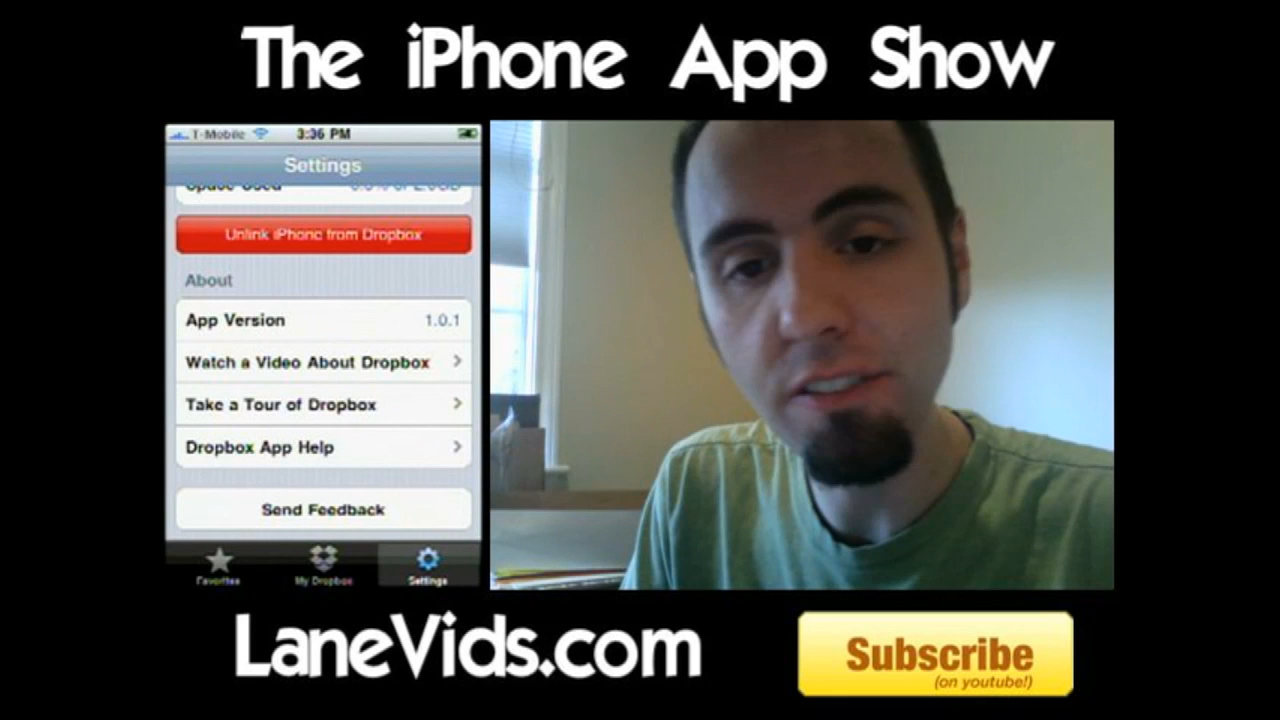 The iPhone App Show
T-Mobile 3:36 PM
Settings
Space Used
Unlink iPhone from Dropbox
About
App Version 1.0.1
Watch a Video About Dropbox
Take a Tour of Dropbox
Dropbox App Help
Send Feedback
Favorites My Dropbox Settings
LaneVids.com
Subscribe
(on youtube!)